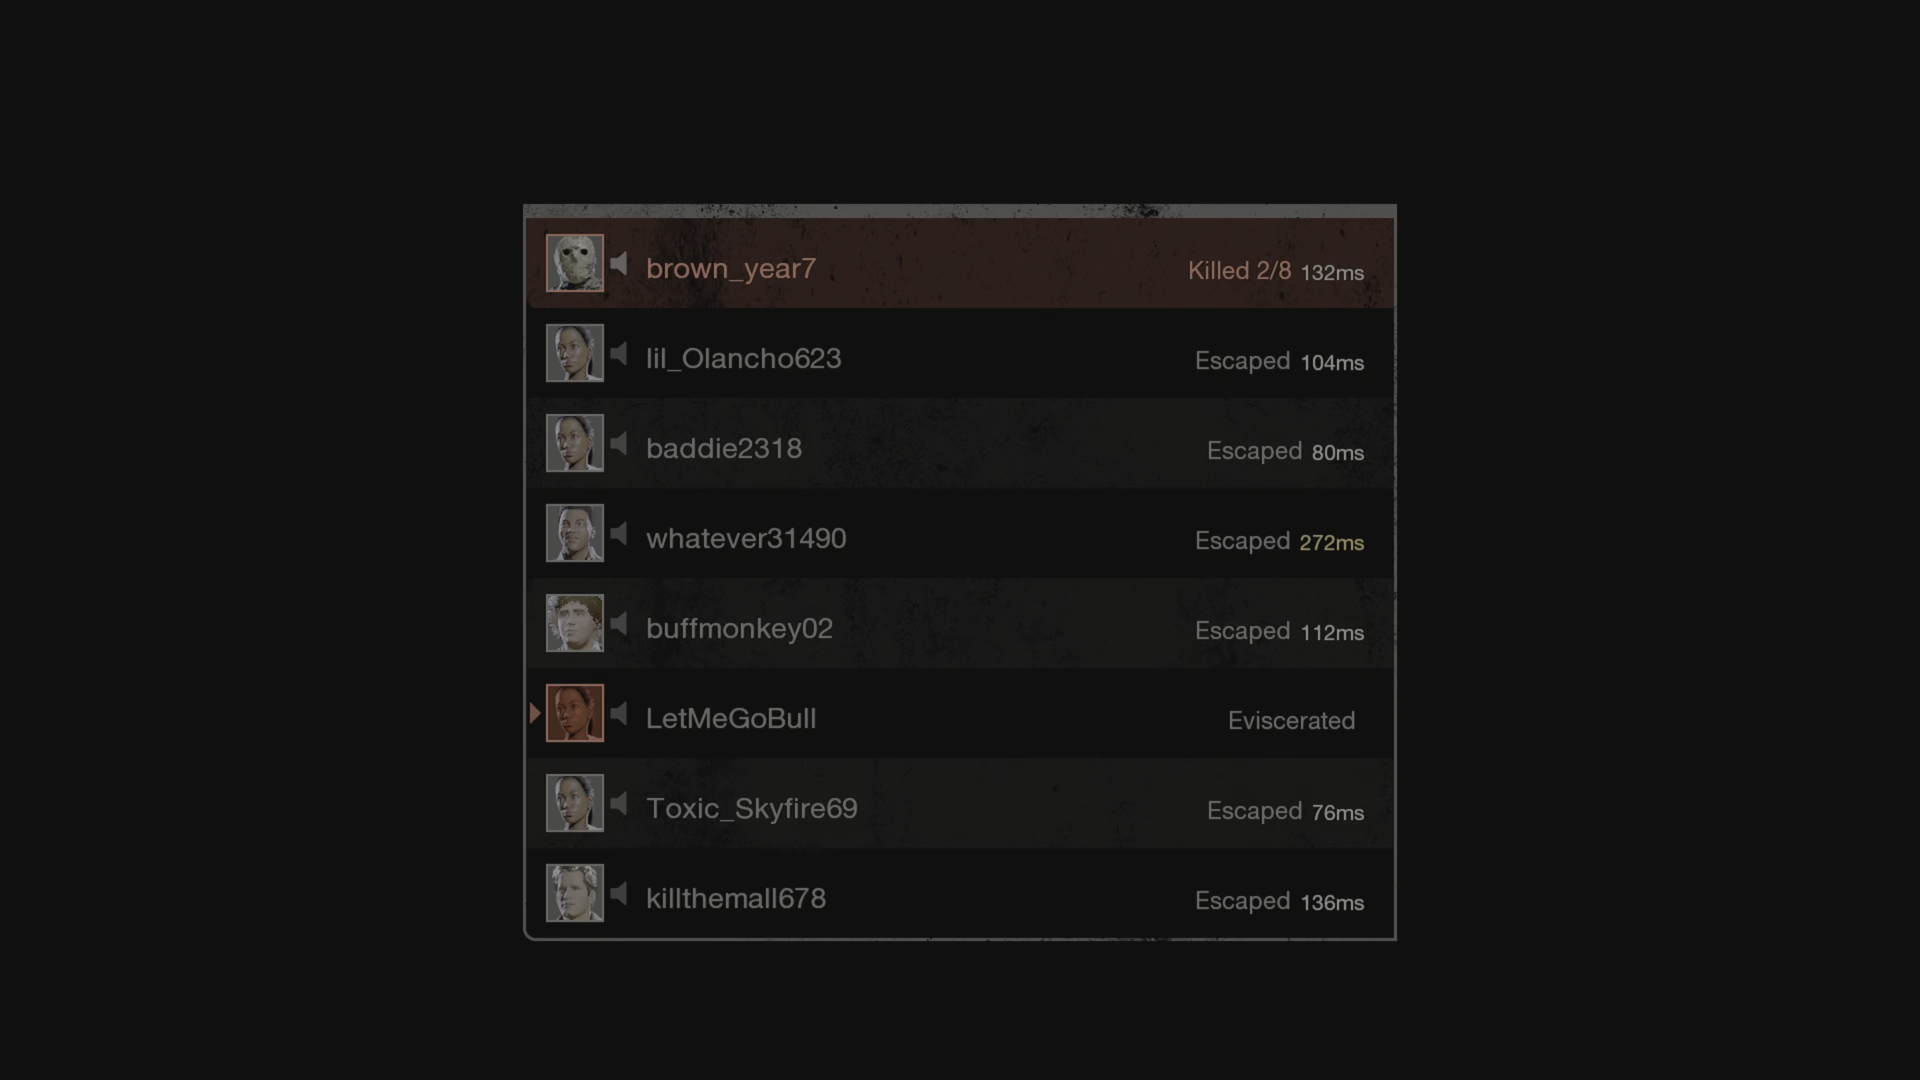 brown_year7 Killed 2/8 132ms
lil_Olancho623 Escaped 104ms
baddie2318 Escaped 80ms
whatever31490 Escaped 272ms
buffmonkey02 Escaped 112ms
LetMeGoBull Eviscerated
Toxic_Skyfire69 Escaped 76ms
killthemall678 Escaped 136ms